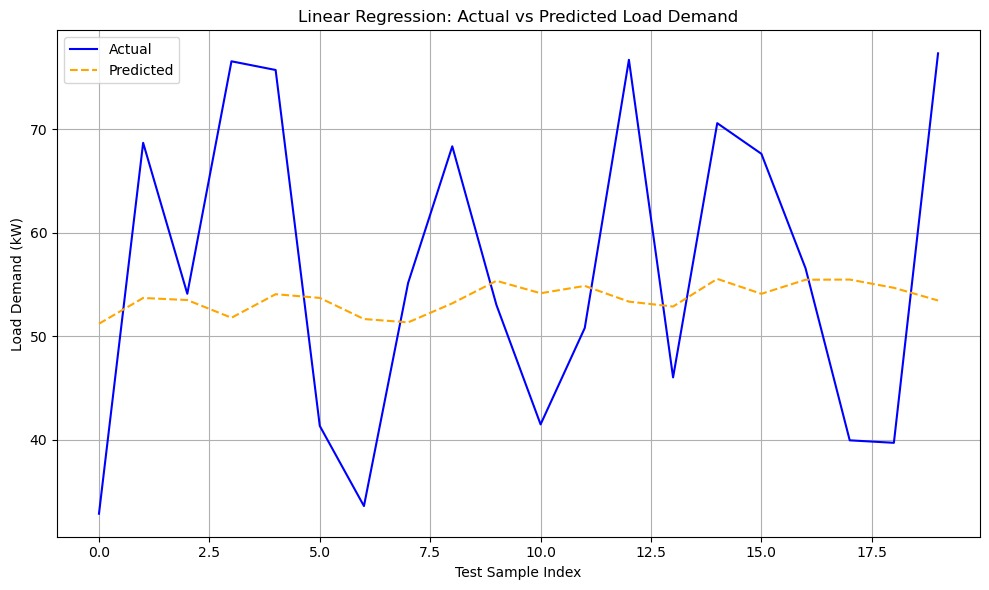 Linear Regression: Actual vs Predicted Load Demand
Actual
Predicted
Load Demand (kW)
70
60
50
40
0.0 2.5 5.0 7.5 10.0 12.5 15.0 17.5
Test Sample Index